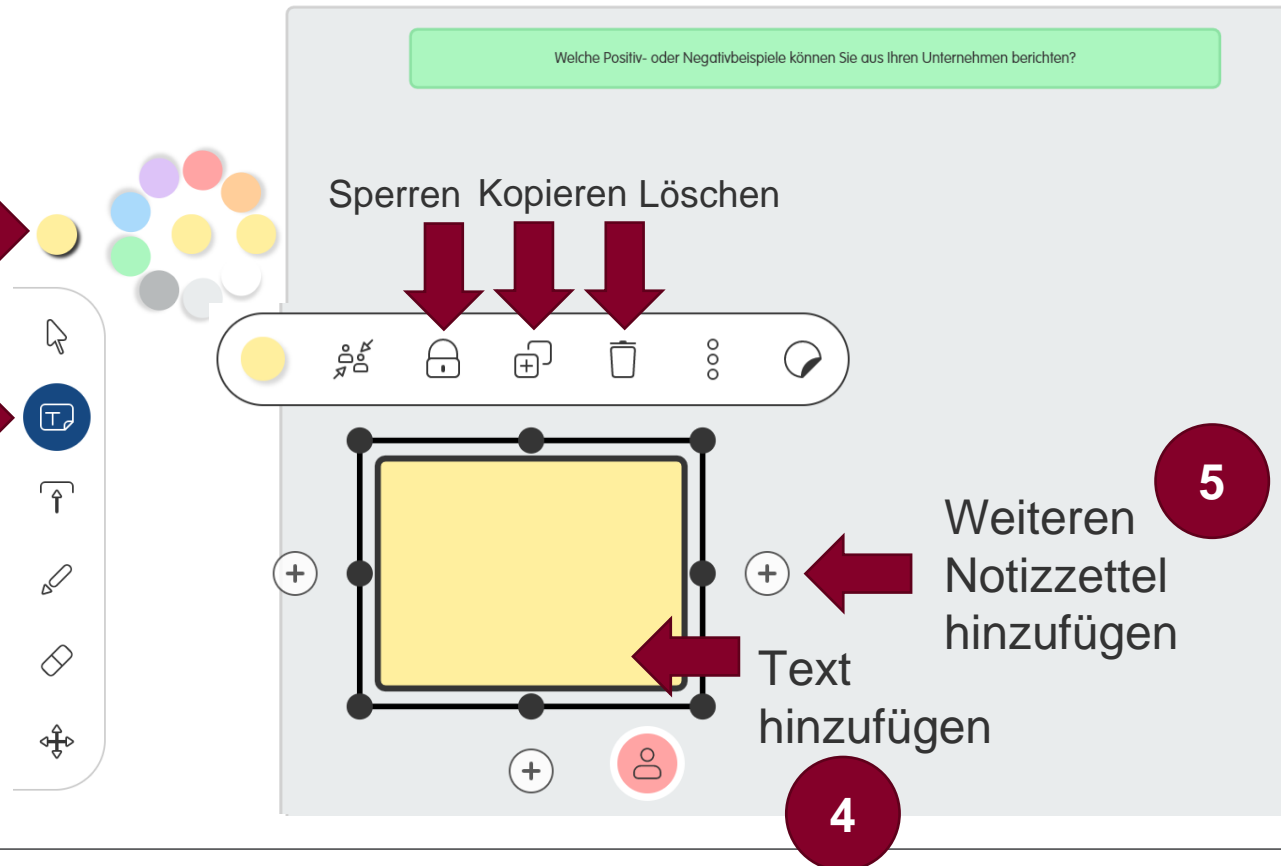 Welche Positiv- oder Negativbeispiele können Sie aus Ihren Unternehmen berichten?
Sperren Kopieren Löschen
T
5
Weiteren
Notizzettel
hinzufügen
Text
hinzufügen
4